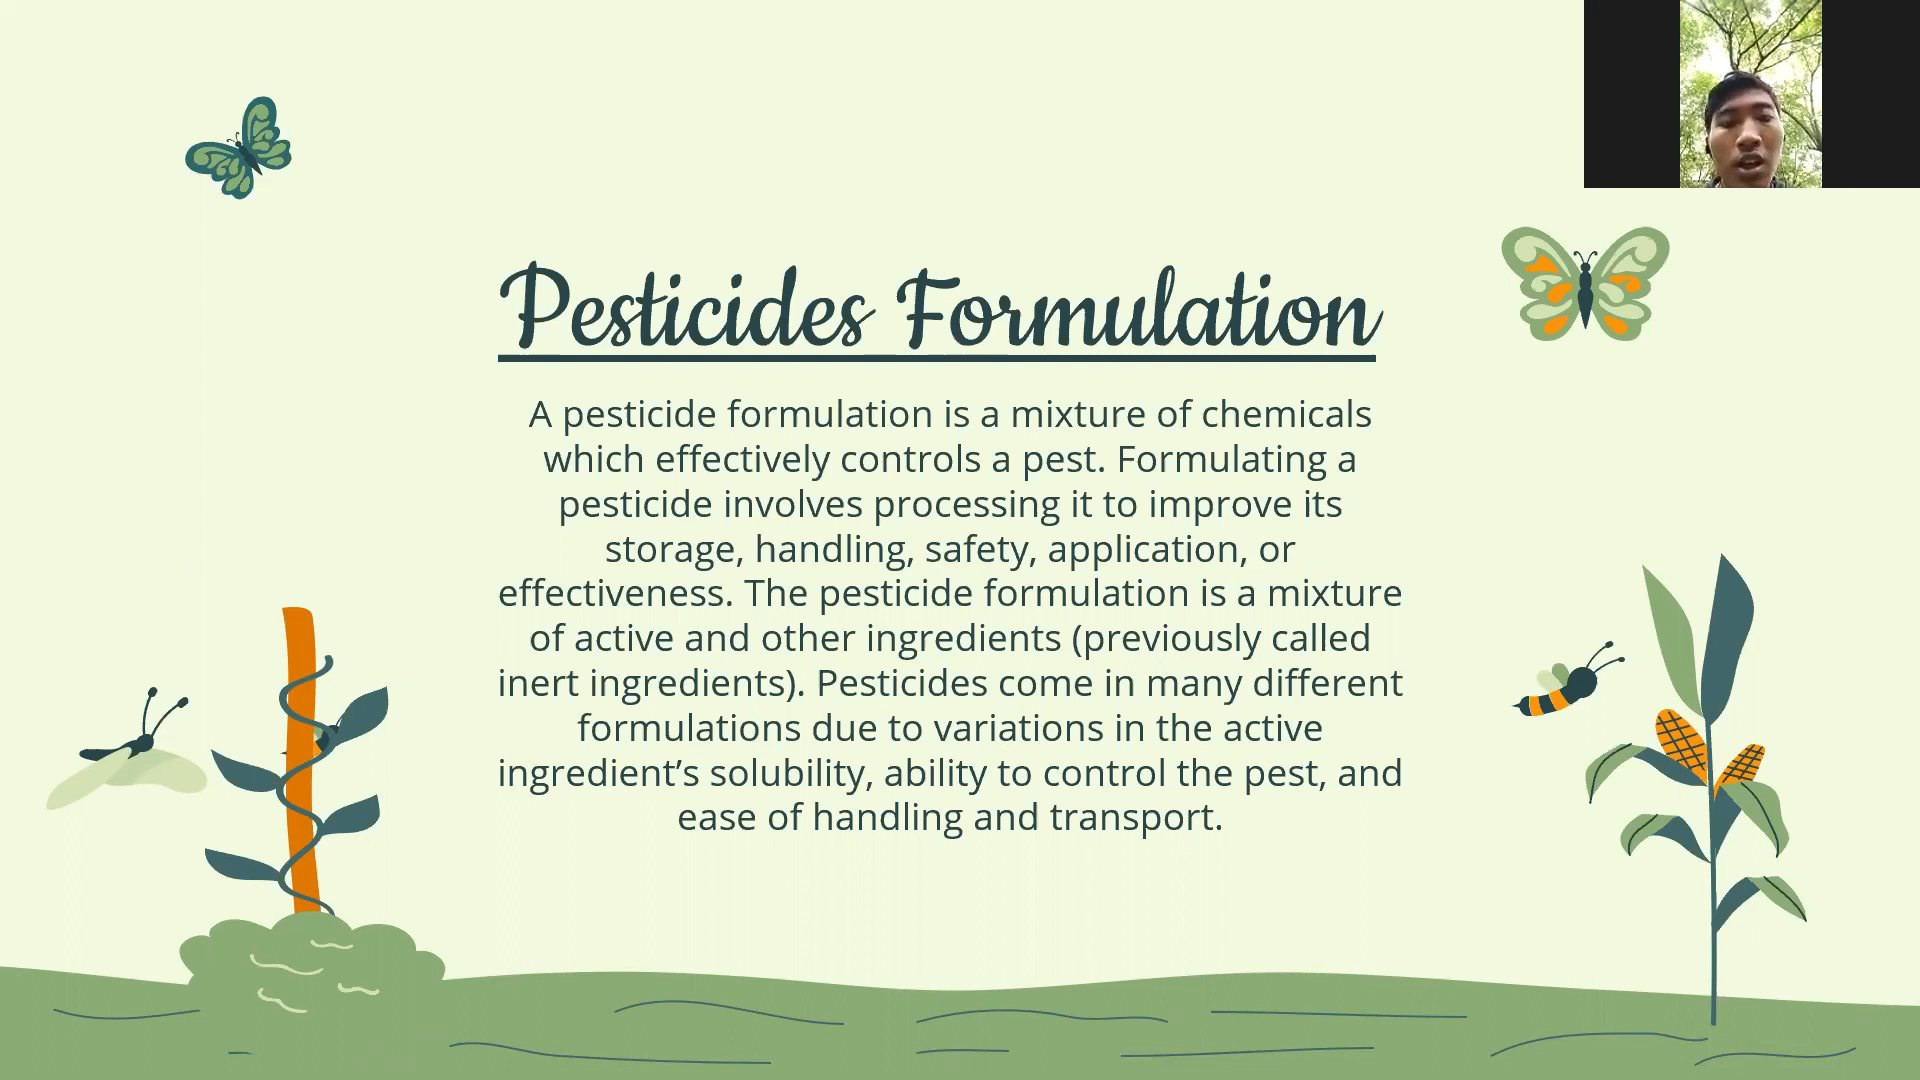 Pesticides Formulation
A pesticide formulation is a mixture of chemicals
which effectively controls a pest. Formulating a
pesticide involves processing it to improve its
storage, handling, safety, application, or
effectiveness. The pesticide formulation is a mixture
of active and other ingredients (previously called
inert ingredients). Pesticides come in many different
formulations due to variations in the active
ingredient’s solubility, ability to control the pest, and
ease of handling and transport.